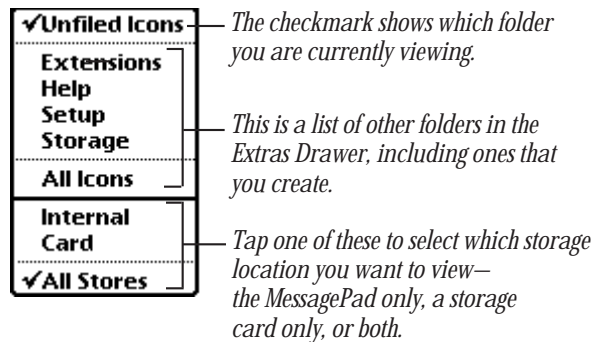 ✓Unfiled Icons
The checkmark shows which folder
you are currently viewing.
Extensions
Help
Setup
Storage
All Icons
This is a list of other folders in the
Extras Drawer, including ones that
you create.
Internal
Card
✓All Stores
Tap one of these to select which storage
location you want to view—
the MessagePad only, a storage
card only, or both.